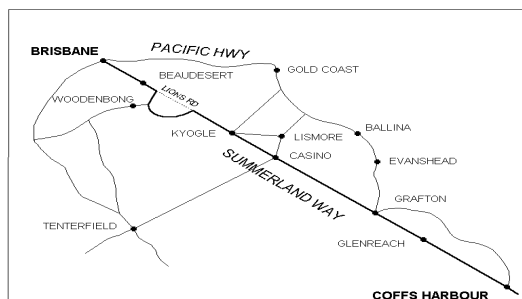 PACIFIC HWY
BRISBANE
GOLD COAST
BEAUDESERT
LIONS RD
WOODENBONG
BALLINA
KYOGLE
LISMORE
CASINO
EVANSHEAD
SUMMERLAND WAY
GRAFTON
TENTERFIELD
GLENREACH
COFFS HARBOUR